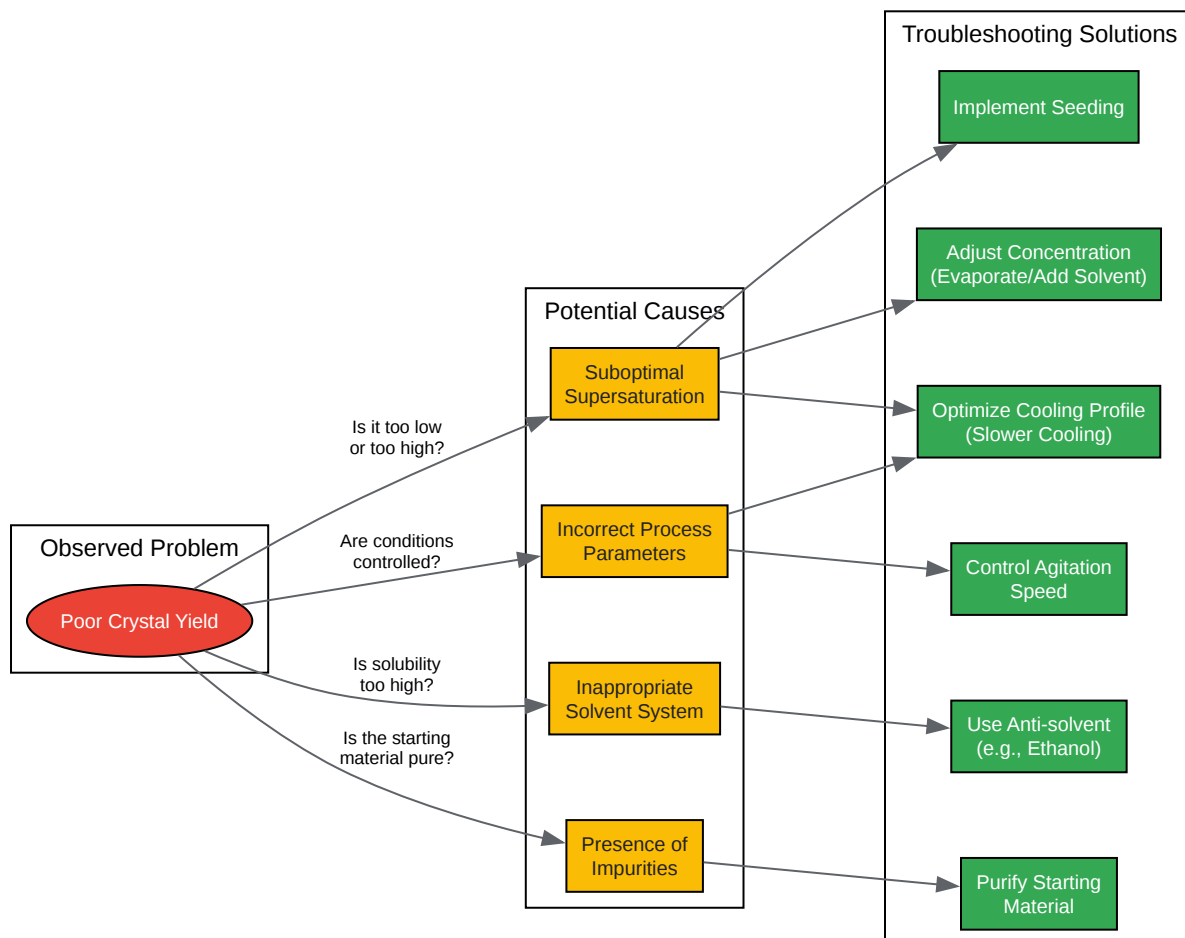 Observed Problem
Poor Crystal Yield
Is it too low
or too high?
Are conditions
controlled?
Is solubility
too high?
Is the starting
material pure?
Potential Causes
Suboptimal
Supersaturation
Incorrect Process
Parameters
Inappropriate
Solvent System
Presence of
Impurities
Troubleshooting Solutions
Implement Seeding
Adjust Concentration
(Evaporate/Add Solvent)
Optimize Cooling Profile
(Slower Cooling)
Control Agitation
Speed
Use Anti-solvent
(e.g., Ethanol)
Purify Starting
Material